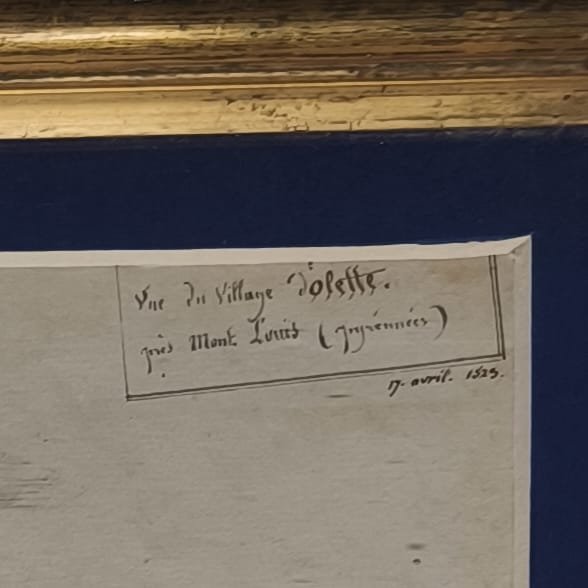 Vue du Village d'Olette.
près Mont Louis (pyrénnées)
17. avril. 1823.